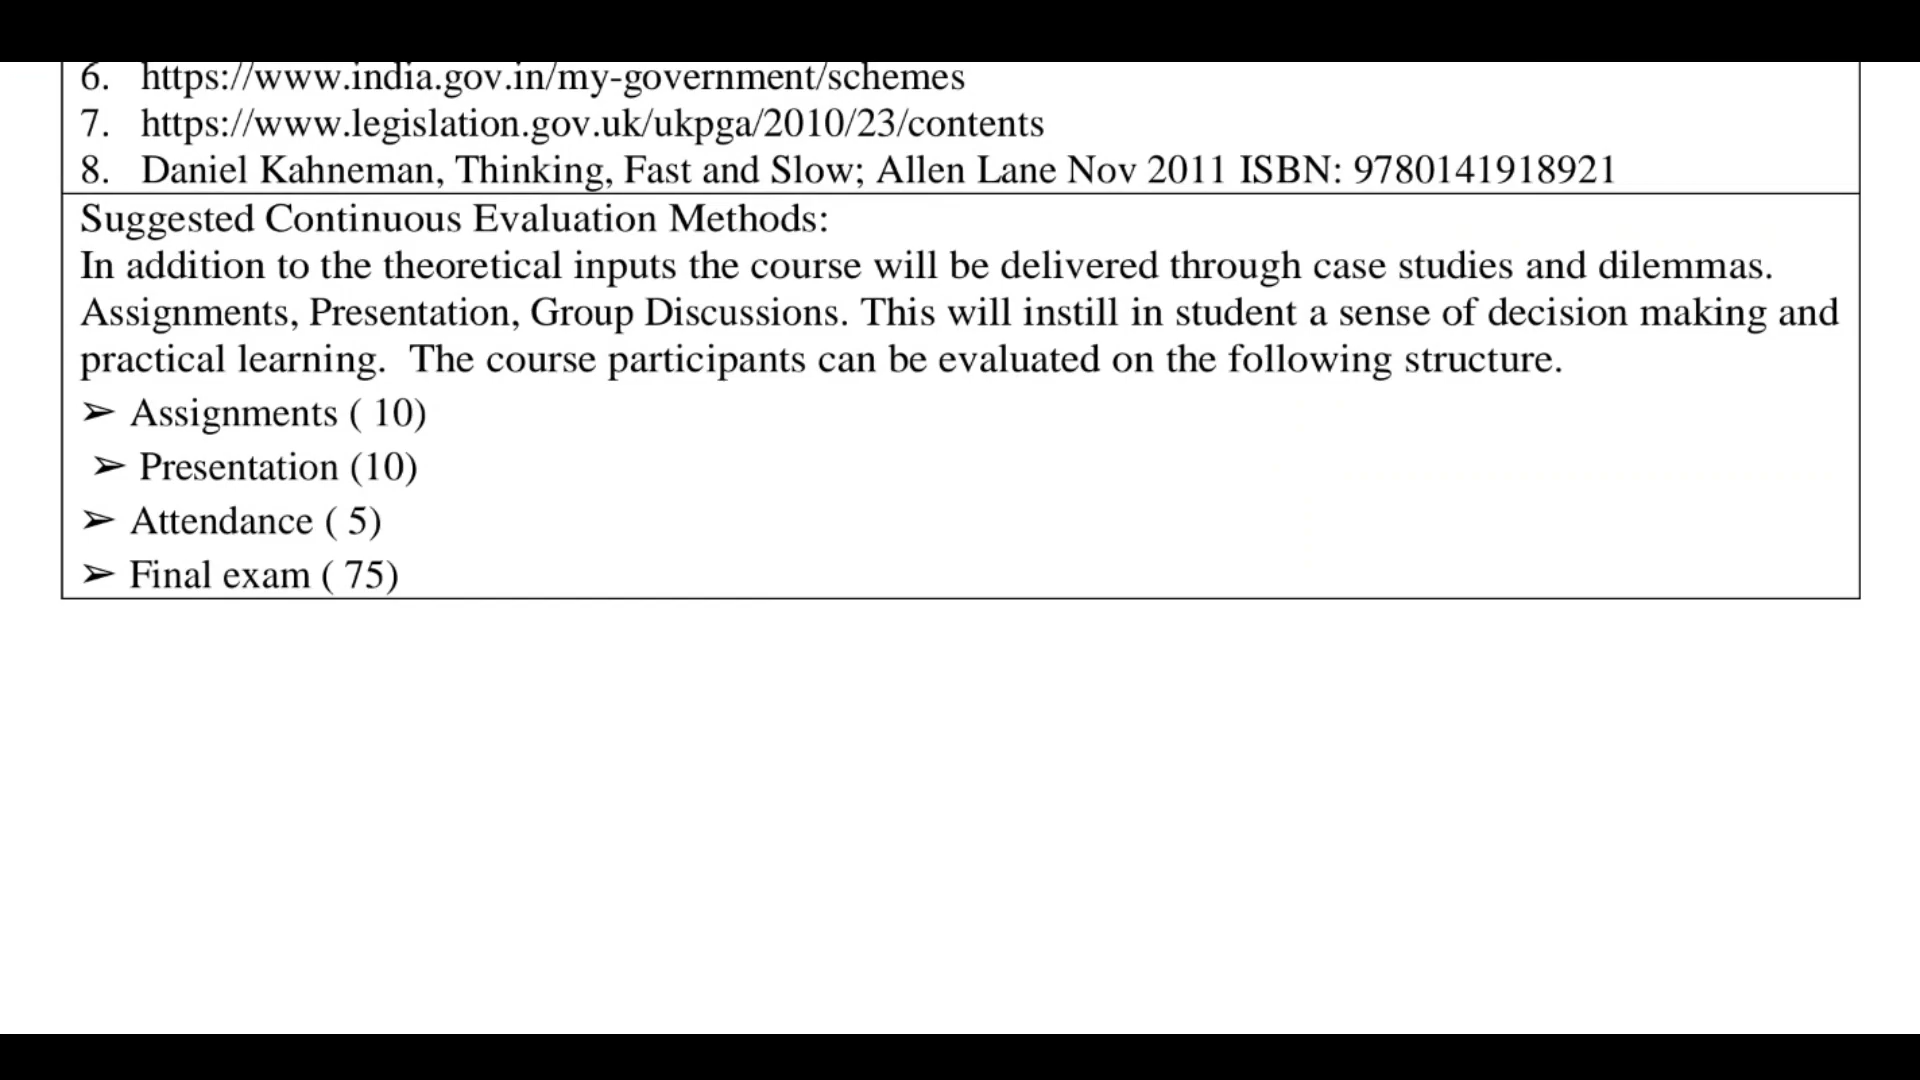 6. https://www.india.gov.in/my-government/schemes
7. https://www.legislation.gov.uk/ukpga/2010/23/contents
8. Daniel Kahneman, Thinking, Fast and Slow; Allen Lane Nov 2011 ISBN: 9780141918921
Suggested Continuous Evaluation Methods:
In addition to the theoretical inputs the course will be delivered through case studies and dilemmas.
Assignments, Presentation, Group Discussions. This will instill in student a sense of decision making and
practical learning.  The course participants can be evaluated on the following structure.
➢ Assignments ( 10)
➢ Presentation (10)
➢ Attendance ( 5)
➢ Final exam ( 75)